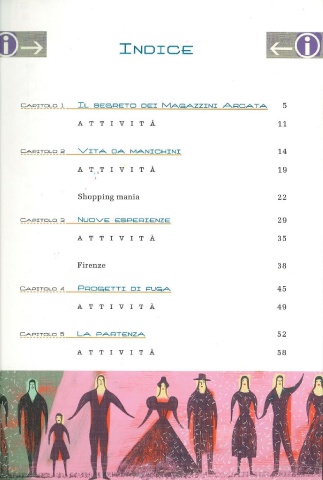 i → INDICE ← i
CAPITOLO 1 IL SEGRETO DEI MAGAZZINI ARCATA 5
ATTIVITÀ 11
CAPITOLO 2 VITA DA MANICHINI 14
ATTIVITÀ 19
Shopping mania 22
CAPITOLO 3 NUOVE ESPERIENZE 29
ATTIVITÀ 35
Firenze 38
CAPITOLO 4 PROGETTI DI FUGA 45
ATTIVITÀ 49
CAPITOLO 5 LA PARTENZA 52
ATTIVITÀ 58